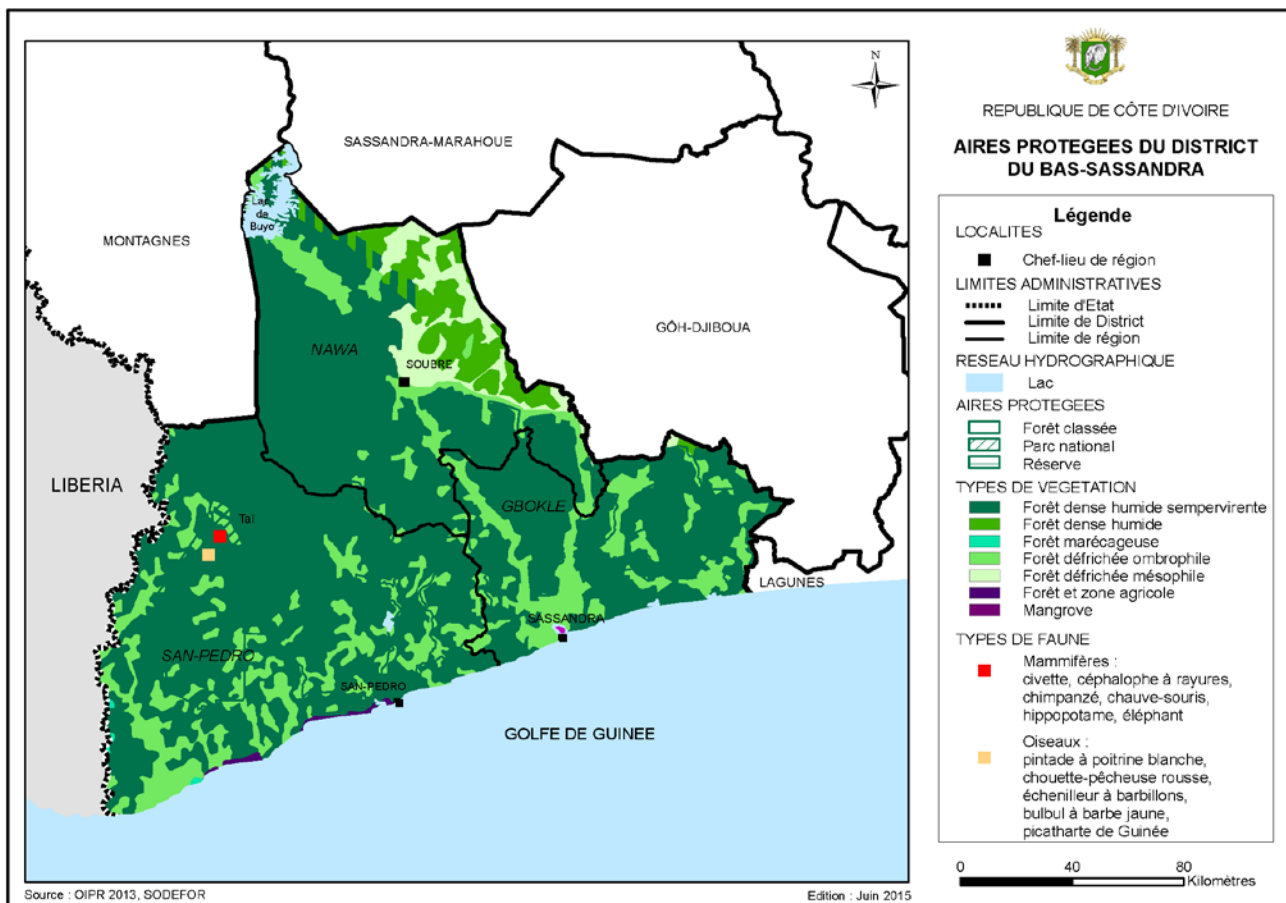 N
SASSANDRA-MARAHOUE
MONTAGNES
Lac
de
Buyo
GÔH-DJIBOUA
NAWA
SOUBRE
LIBERIA
GBOKLE
Taï
LAGUNES
SASSANDRA
SAN-PEDRO
SAN-PEDRO
GOLFE DE GUINEE
Source : OIPR 2013, SODEFOR
Edition : Juin 2015
REPUBLIQUE DE CÔTE D'IVOIRE
AIRES PROTEGEES DU DISTRICT
DU BAS-SASSANDRA
Légende
LOCALITES
Chef-lieu de région
LIMITES ADMINISTRATIVES
Limite d'Etat
Limite de District
Limite de région
RESEAU HYDROGRAPHIQUE
Lac
AIRES PROTEGEES
Forêt classée
Parc national
Réserve
TYPES DE VEGETATION
Forêt dense humide sempervirente
Forêt dense humide
Forêt marécageuse
Forêt défrichée ombrophile
Forêt défrichée mésophile
Forêt et zone agricole
Mangrove
TYPES DE FAUNE
Mammifères :
civette, céphalophe à rayures,
chimpanzé, chauve-souris,
hippopotame, éléphant
Oiseaux :
pintade à poitrine blanche,
chouette-pêcheuse rousse,
échenilleur à barbillons,
bulbul à barbe jaune,
picatharte de Guinée
0 40 80
Kilomètres